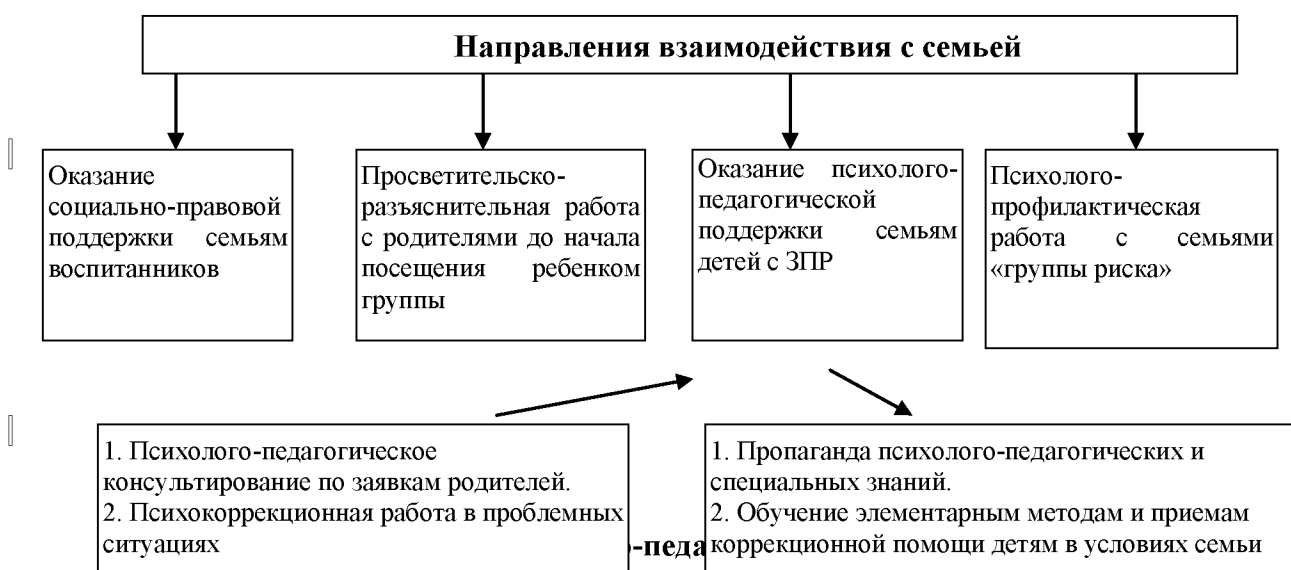 Направления взаимодействия с семьей
Оказание
социально-правовой
поддержки семьям
воспитанников
Просветительско-
разъяснительная работа
с родителями до начала
посещения ребенком
группы
Оказание психолого-
педагогической
поддержки семьям
детей с ЗПР
Психолого-
профилактическая
работа с семьями
«группы риска»
1. Психолого-педагогическое
консультирование по заявкам родителей.
2. Психокоррекционная работа в проблемных
ситуациях
1. Пропаганда психолого-педагогических и
специальных знаний.
2. Обучение элементарным методам и приемам
коррекционной помощи детям в условиях семьи